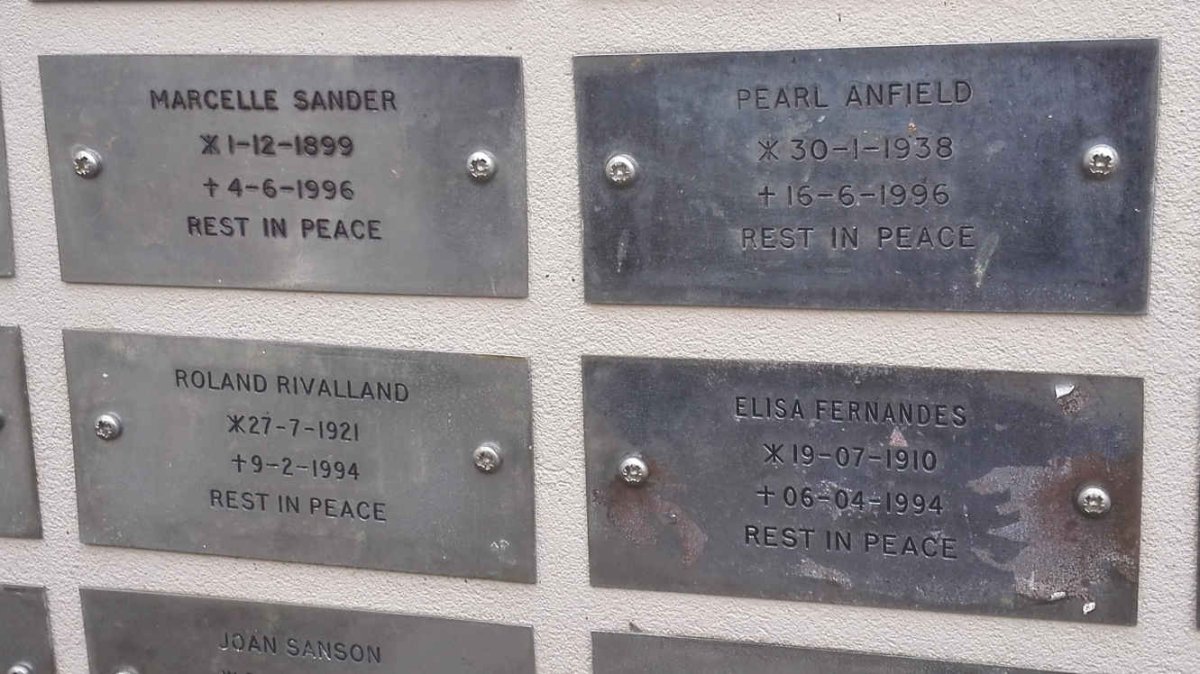 MARCELLE SANDER
⚹ 1-12-1899
† 4-6-1996
REST IN PEACE
PEARL ANFIELD
⚹ 30-1-1938
† 16-6-1996
REST IN PEACE
ROLAND RIVALLAND
⚹ 27-7-1921
† 9-2-1994
REST IN PEACE
ELISA FERNANDES
⚹ 19-07-1910
† 06-04-1994
REST IN PEACE
JOAN SANSON